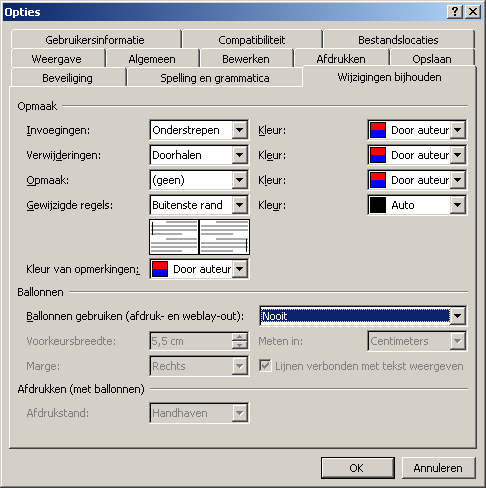 Opties
Gebruikersinformatie Compatibiliteit Bestandslocaties
Weergave Algemeen Bewerken Afdrukken Opslaan
Beveiliging Spelling en grammatica Wijzigingen bijhouden
Opmaak
Invoegingen: Onderstrepen Kleur: Door auteur
Verwijderingen: Doorhalen Kleur: Door auteur
Opmaak: (geen) Kleur: Door auteur
Gewijzigde regels: Buitenste rand Kleur: Auto
Kleur van opmerkingen: Door auteur
Ballonnen
Ballonnen gebruiken (afdruk- en weblay-out): Nooit
Voorkeursbreedte: 5,5 cm Meten in: Centimeters
Marge: Rechts Lijnen verbonden met tekst weergeven
Afdrukken (met ballonnen)
Afdrukstand: Handhaven
OK Annuleren